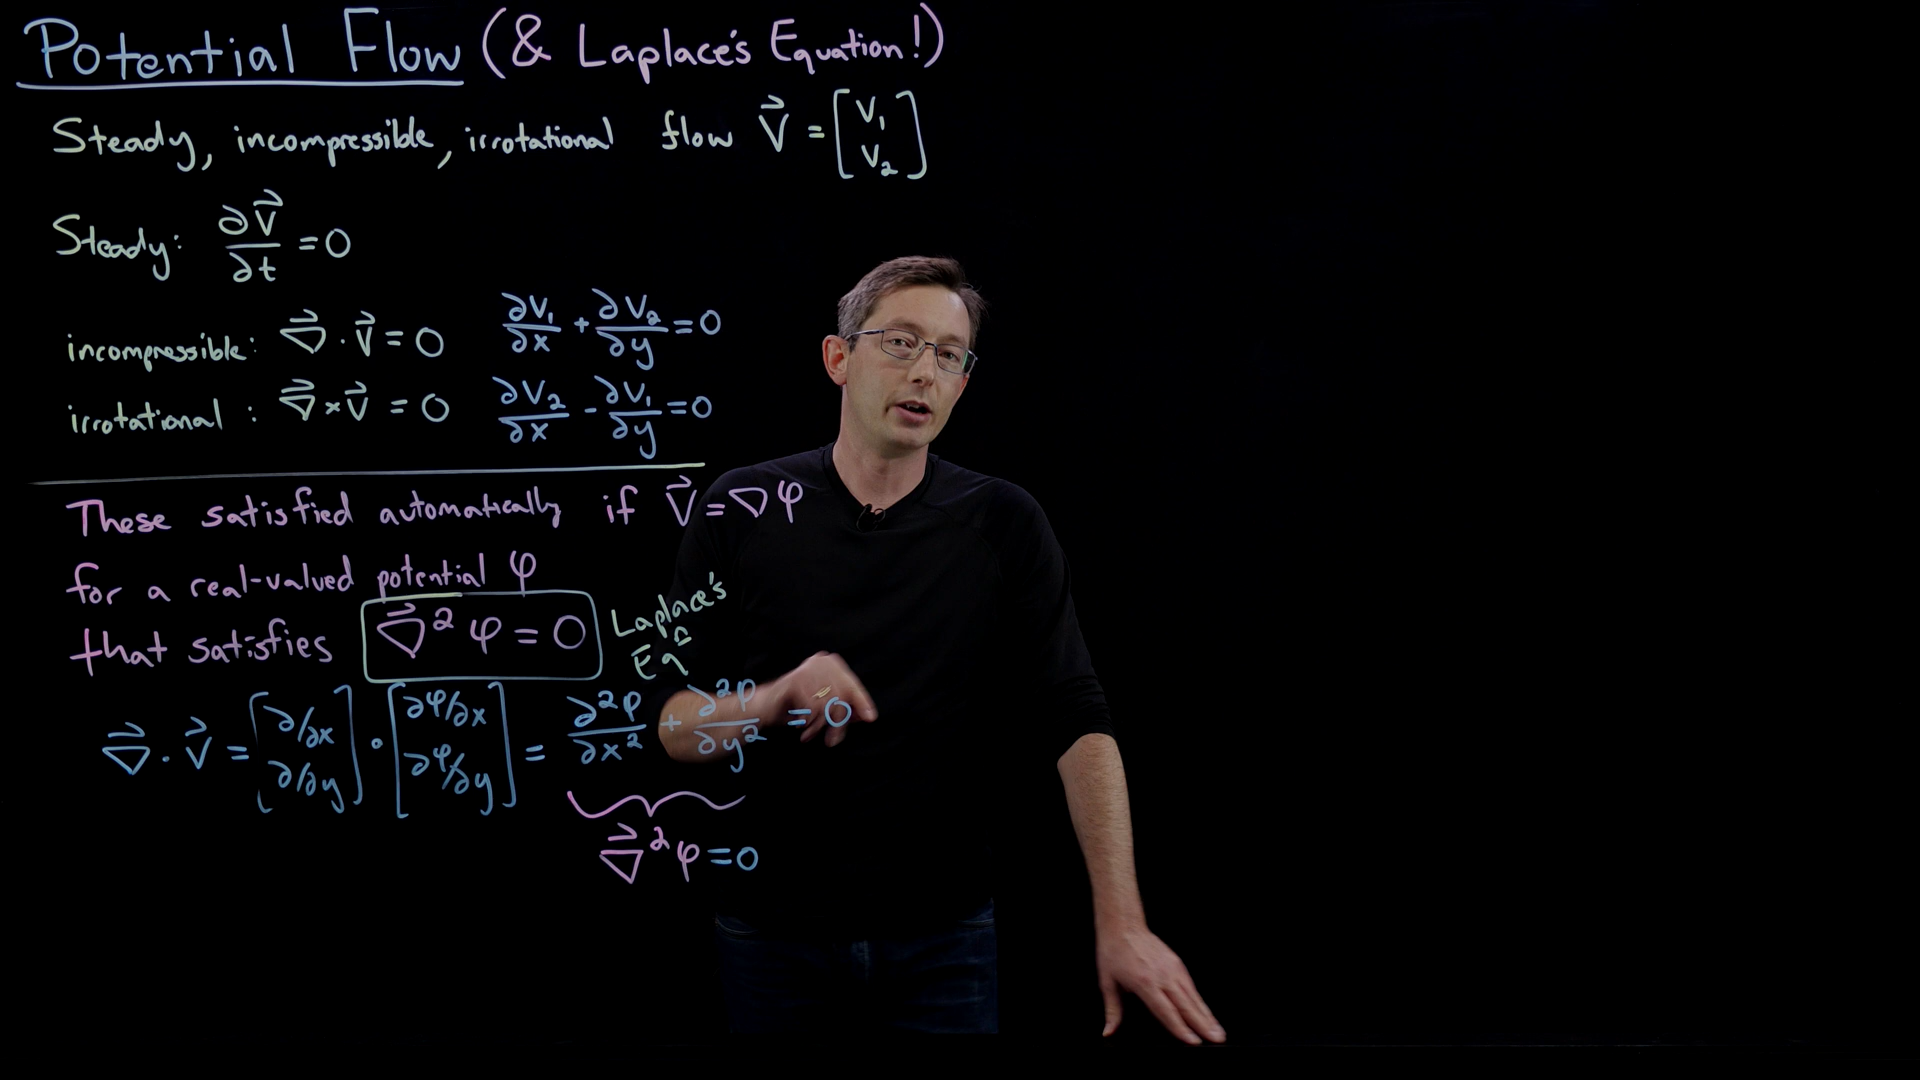 Potential Flow (& Laplace's Equation!)
Steady, incompressible, irrotational flow V⃗ = [V₁ V₂]
Steady: ∂V⃗/∂t = 0
incompressible: ∇⃗ · V⃗ = 0 ∂V₁/∂x + ∂V₂/∂y = 0
irrotational : ∇⃗ × V⃗ = 0 ∂V₂/∂x - ∂V₁/∂y = 0
These satisfied automatically if V⃗ = ∇φ
for a real-valued potential φ
that satisfies ∇⃗²φ = 0 Laplace's Eqⁿ
∇⃗ · V⃗ = [∂/∂x ∂/∂y] · [∂φ/∂x ∂φ/∂y] = ∂²φ/∂x² + ∂²φ/∂y² = 0
∇⃗²φ = 0